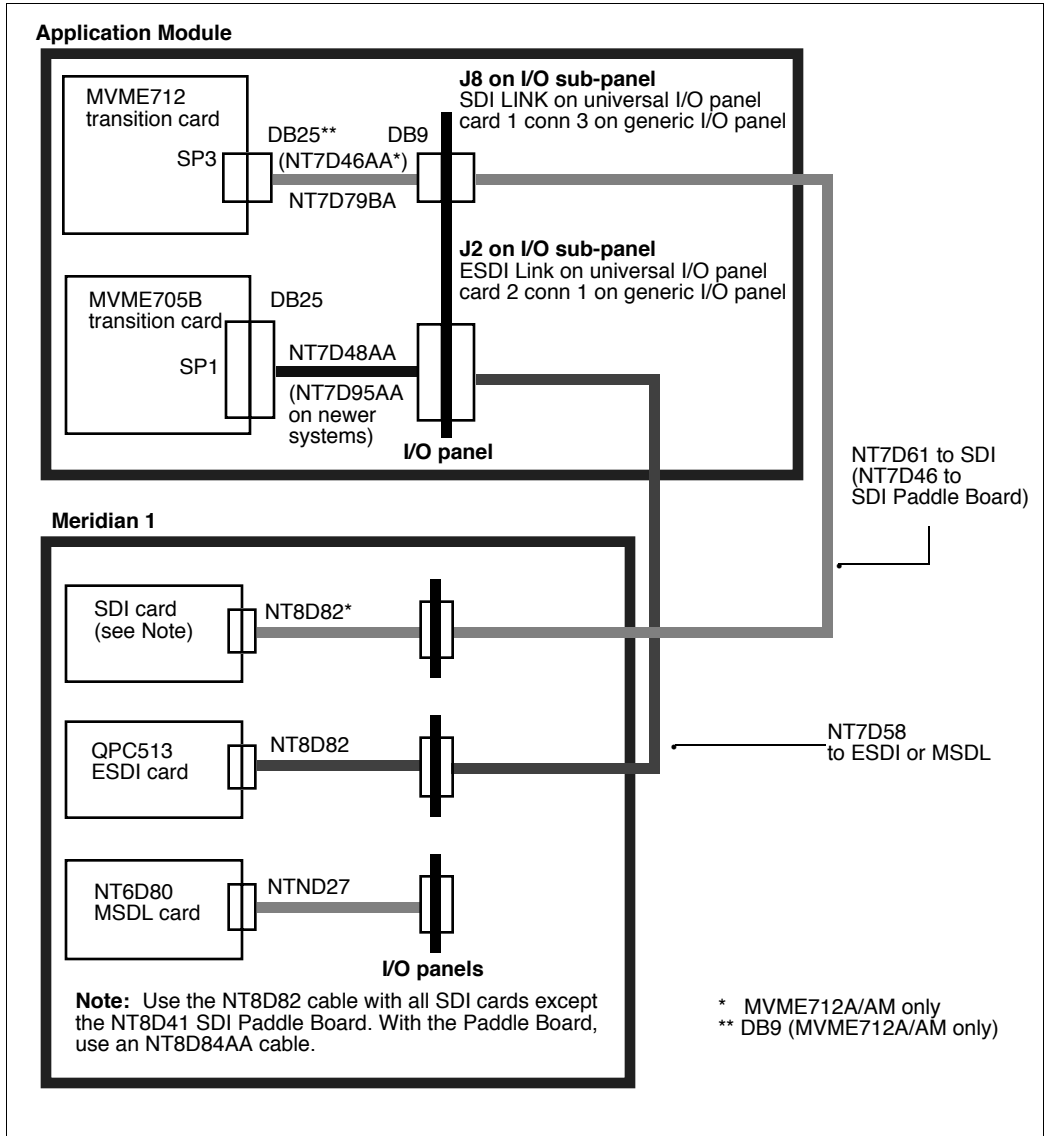 Application Module
MVME712
transition card
SP3
DB25**
DB9
(NT7D46AA*)
NT7D79BA
J8 on I/O sub-panel
SDI LINK on universal I/O panel
card 1 conn 3 on generic I/O panel
J2 on I/O sub-panel
ESDI Link on universal I/O panel
card 2 conn 1 on generic I/O panel
MVME705B
transition card
SP1
DB25
NT7D48AA
(NT7D95AA
on newer
systems)
I/O panel
NT7D61 to SDI
(NT7D46 to
SDI Paddle Board)
Meridian 1
SDI card
(see Note)
NT8D82*
QPC513
ESDI card
NT8D82
NT7D58
to ESDI or MSDL
NT6D80
MSDL card
NTND27
I/O panels
Note: Use the NT8D82 cable with all SDI cards except
the NT8D41 SDI Paddle Board. With the Paddle Board,
use an NT8D84AA cable.
* MVME712A/AM only
** DB9 (MVME712A/AM only)